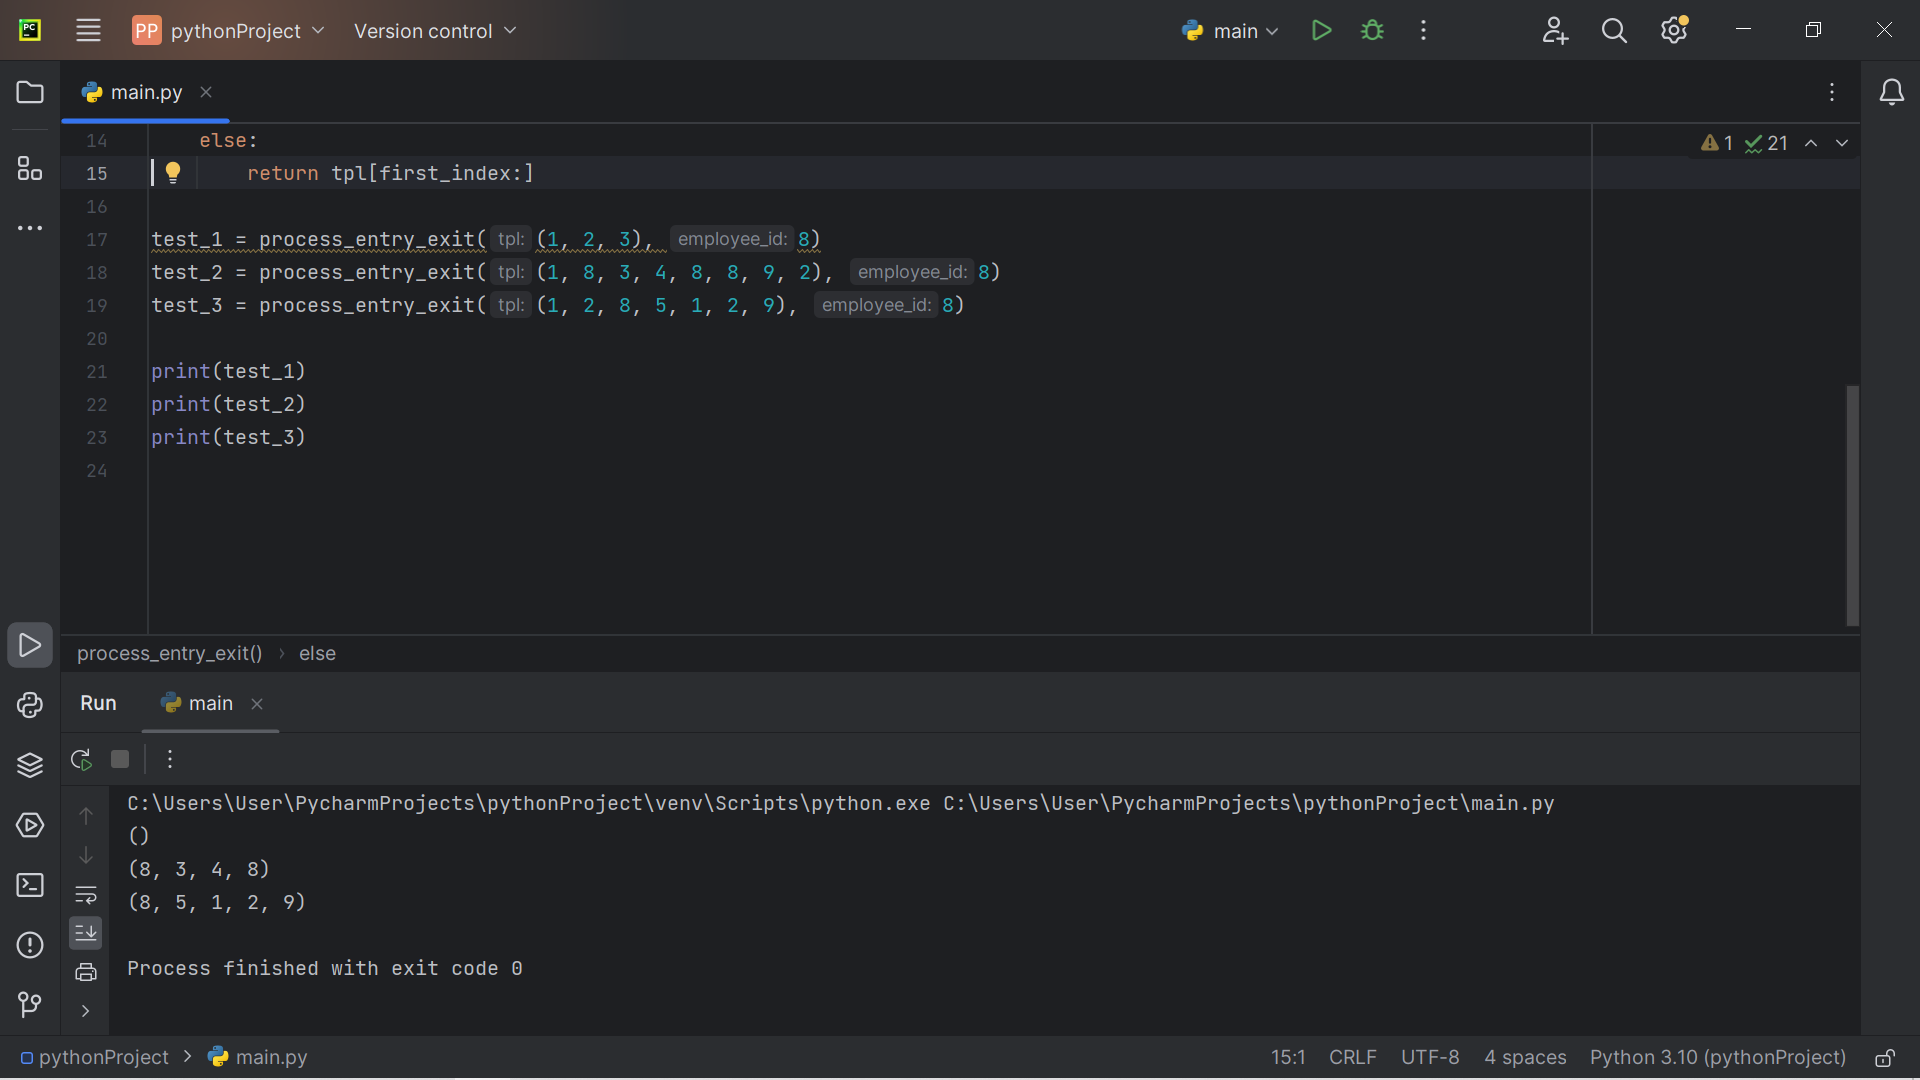 PC
PP pythonProject Version control main
main.py
14 else:
15 return tpl[first_index:]
16
17 test_1 = process_entry_exit( tpl: (1, 2, 3), employee_id: 8)
18 test_2 = process_entry_exit( tpl: (1, 8, 3, 4, 8, 8, 9, 2), employee_id: 8)
19 test_3 = process_entry_exit( tpl: (1, 2, 8, 5, 1, 2, 9), employee_id: 8)
20
21 print(test_1)
22 print(test_2)
23 print(test_3)
24
1 21
process_entry_exit() › else
Run main
C:\Users\User\PycharmProjects\pythonProject\venv\Scripts\python.exe C:\Users\User\PycharmProjects\pythonProject\main.py
()
(8, 3, 4, 8)
(8, 5, 1, 2, 9)
Process finished with exit code 0
pythonProject > main.py 15:1 CRLF UTF-8 4 spaces Python 3.10 (pythonProject)